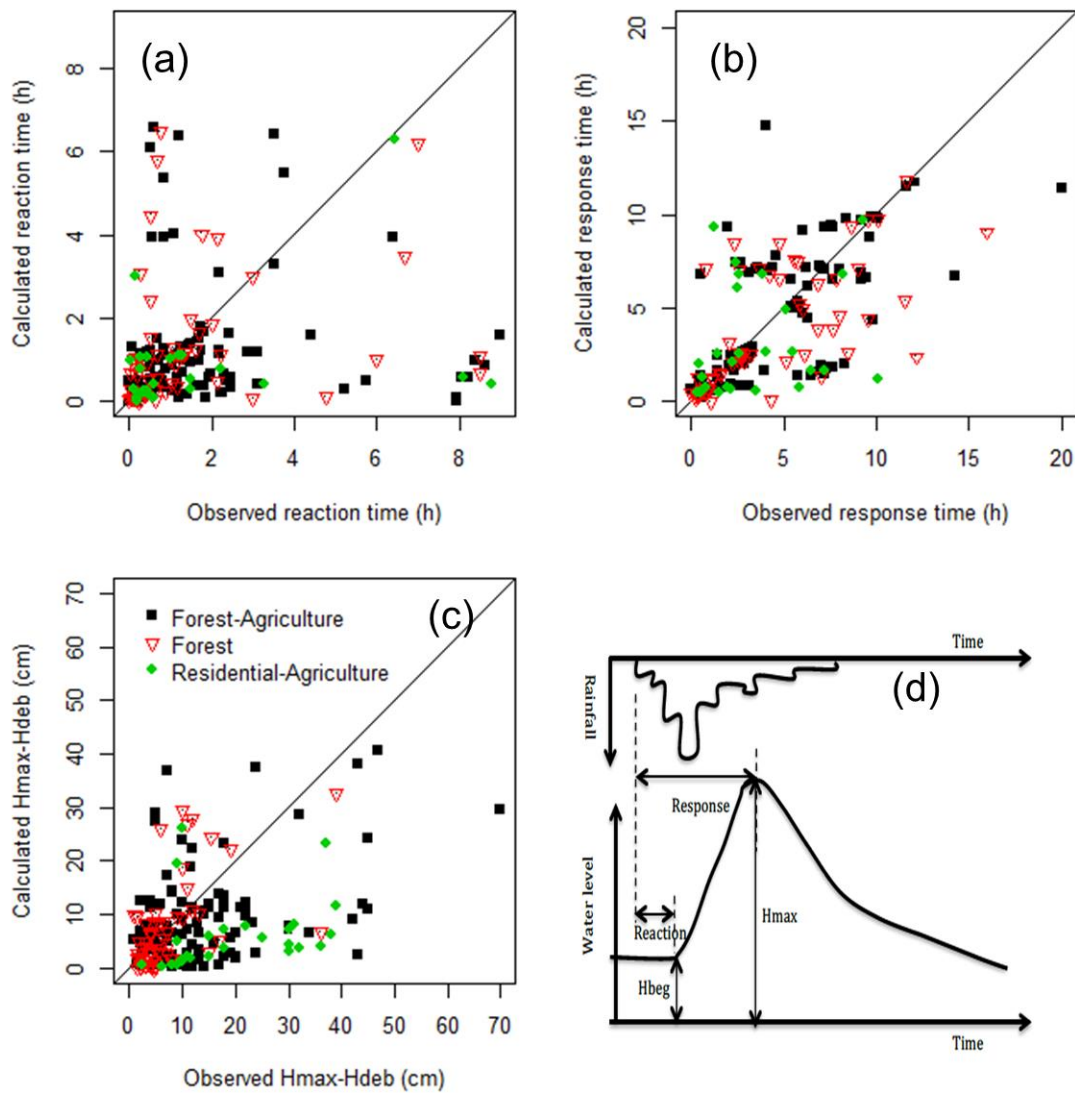 (a)
Calculated reaction time (h)
8
6
4
2
0
0 2 4 6 8
Observed reaction time (h)
(b)
Calculated response time (h)
20
15
10
5
0
0 5 10 15 20
Observed response time (h)
(c)
Forest-Agriculture
Forest
Residential-Agriculture
Calculated Hmax-Hdeb (cm)
70
60
50
40
30
20
10
0
0 10 20 30 40 50 60 70
Observed Hmax-Hdeb (cm)
Time
(d)
Rainfall
Response
Water level
Reaction
Hmax
Hbeg
Time